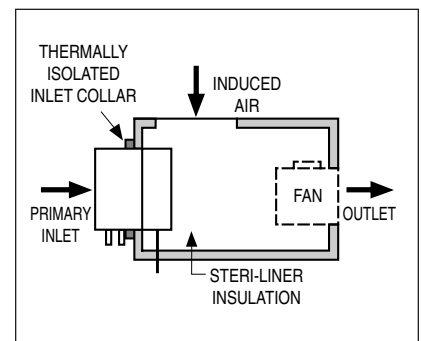 THERMALLY
ISOLATED
INLET COLLAR
INDUCED
AIR
PRIMARY
INLET
FAN
OUTLET
STERI-LINER
INSULATION